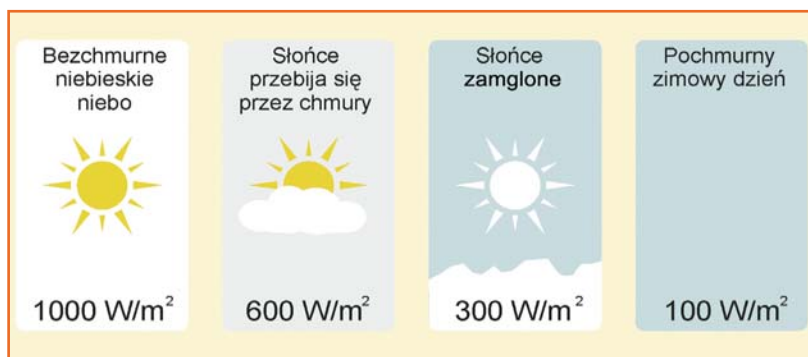 Bezchmurne
niebieskie
niebo
1000 W/m²
Słońce
przebija się
przez chmury
600 W/m²
Słońce
zamglone
300 W/m²
Pochmurny
zimowy dzień
100 W/m²